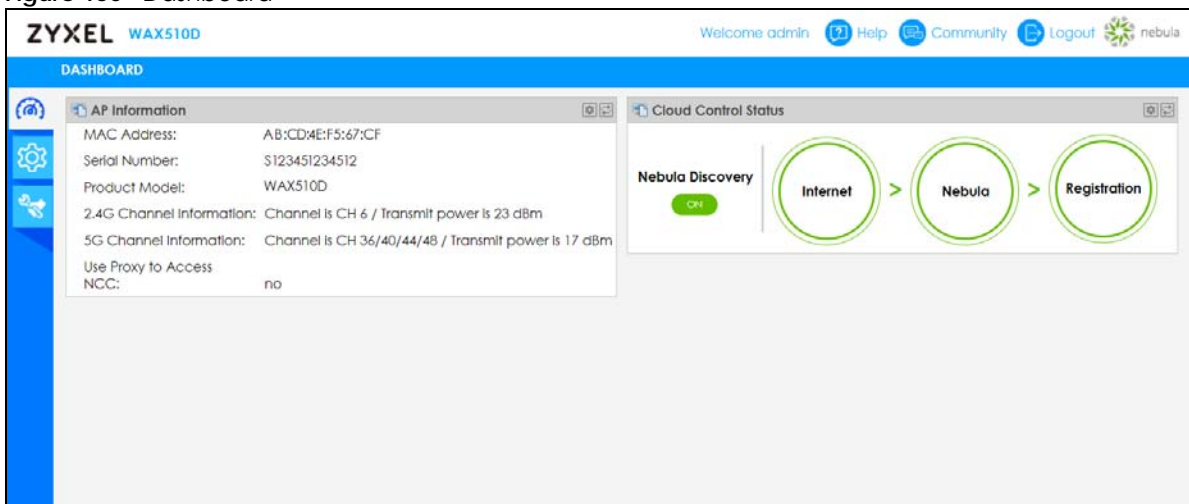 ZYXEL WAX510D
Welcome admin Help Community Logout nebula
DASHBOARD
AP Information
MAC Address: AB:CD:4E:F5:67:CF
Serial Number: S123451234512
Product Model: WAX510D
2.4G Channel Information: Channel is CH 6 / Transmit power is 23 dBm
5G Channel Information: Channel is CH 36/40/44/48 / Transmit power is 17 dBm
Use Proxy to Access
NCC: no
Cloud Control Status
Nebula Discovery
ON
Internet > Nebula > Registration